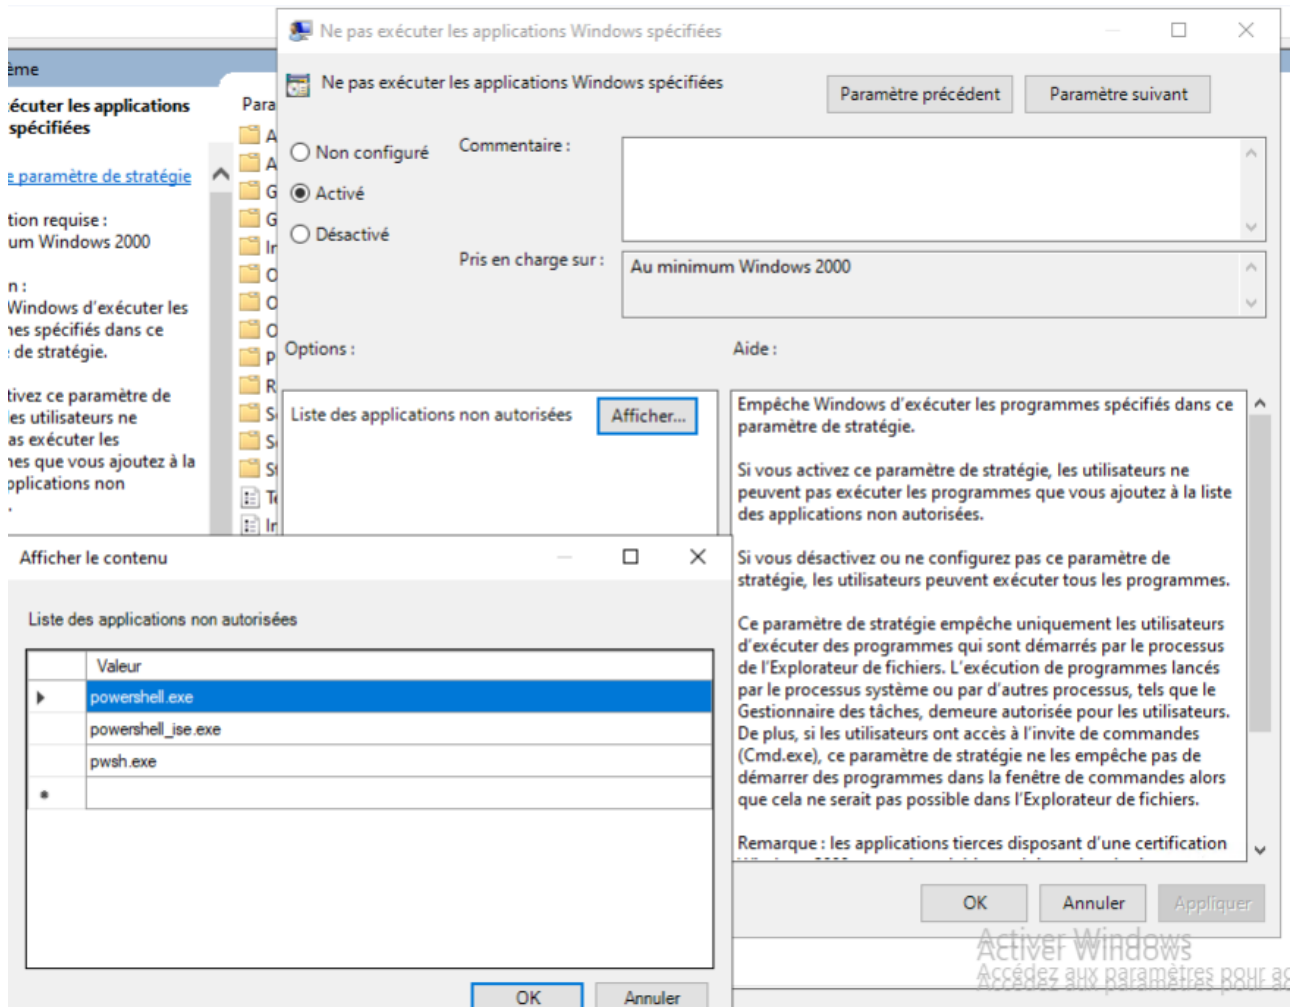 Ne pas exécuter les applications Windows spécifiées
ème
Ne pas exécuter les applications Windows spécifiées
Paramètre précédent
Paramètre suivant
écuter les applications
spécifiées
Para
Non configuré
Commentaire :
e paramètre de stratégie
Activé
tion requise :
um Windows 2000
Désactivé
Pris en charge sur :
Au minimum Windows 2000
n :
Windows d'exécuter les
nes spécifiés dans ce
de stratégie.
Options :
Aide :
tivez ce paramètre de
les utilisateurs ne
as exécuter les
nes que vous ajoutez à la
pplications non
.
A
A
G
G
Ir
O
O
O
P
R
S
S
St
Te
Ir
Liste des applications non autorisées
Afficher...
Empêche Windows d'exécuter les programmes spécifiés dans ce
paramètre de stratégie.
Si vous activez ce paramètre de stratégie, les utilisateurs ne
peuvent pas exécuter les programmes que vous ajoutez à la liste
des applications non autorisées.
Si vous désactivez ou ne configurez pas ce paramètre de
stratégie, les utilisateurs peuvent exécuter tous les programmes.
Ce paramètre de stratégie empêche uniquement les utilisateurs
d'exécuter des programmes qui sont démarrés par le processus
de l'Explorateur de fichiers. L'exécution de programmes lancés
par le processus système ou par d'autres processus, tels que le
Gestionnaire des tâches, demeure autorisée pour les utilisateurs.
De plus, si les utilisateurs ont accès à l'invite de commandes
(Cmd.exe), ce paramètre de stratégie ne les empêche pas de
démarrer des programmes dans la fenêtre de commandes alors
que cela ne serait pas possible dans l'Explorateur de fichiers.
Remarque : les applications tierces disposant d'une certification
Afficher le contenu
Liste des applications non autorisées
Valeur
powershell.exe
powershell_ise.exe
pwsh.exe
OK
Annuler
OK
Annuler
Appliquer
Activer Windows
Accédez aux paramètres pour ac